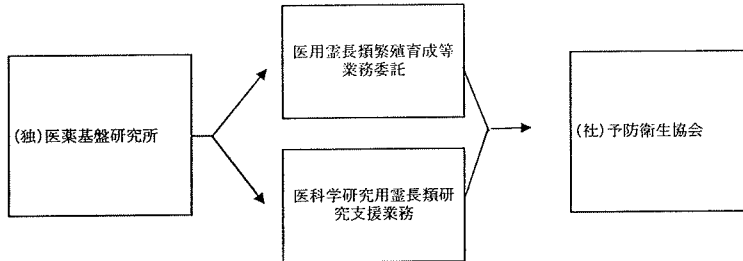 (独)医薬基盤研究所
医用霊長類繁殖育成等
業務委託
医科学研究用霊長類研
究支援業務
(社)予防衛生協会